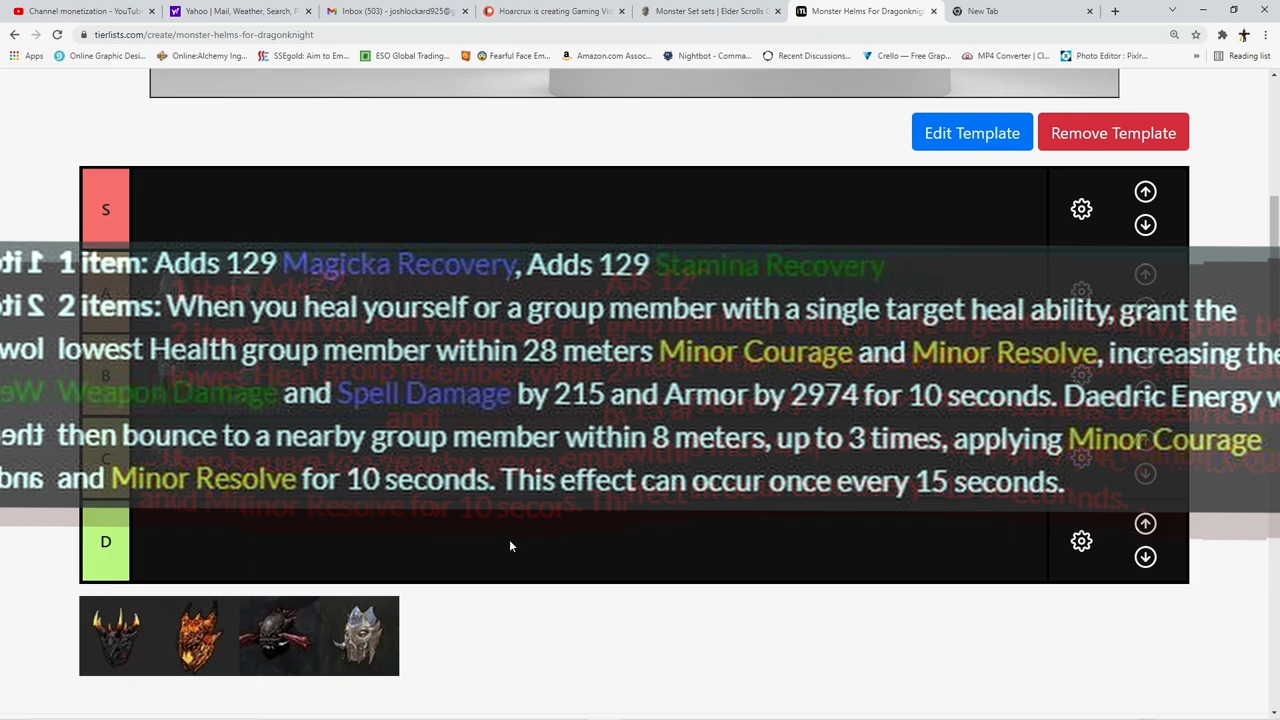 Channel monetization - YouTube
Yahoo | Mail, Weather, Search, P
Inbox (503) - joshlockard925@g
Hoarcrux is creating Gaming Vid
Monster Set sets | Elder Scrolls O
Monster Helms For Dragonknight
New Tab
tierlists.com/create/monster-helms-for-dragonknight
Apps
Online Graphic Desi...
Online:Alchemy Ing...
SSEgold: Aim to Em...
ESO Global Trading...
Fearful Face Em...
Amazon.com Assoc...
Nightbot - Comma...
Recent Discussions...
Crello — Free Grap...
MP4 Converter | Cl...
Photo Editor : Pixlr...
Reading list
Edit Template
Remove Template
S
1 item: Adds 129 Magicka Recovery, Adds 129 Stamina Recovery
2 items: When you heal yourself or a group member with a single target heal ability, grant the
lowest Health group member within 28 meters Minor Courage and Minor Resolve, increasing the
Weapon Damage and Spell Damage by 215 and Armor by 2974 for 10 seconds. Daedric Energy w
then bounce to a nearby group member within 8 meters, up to 3 times, applying Minor Courage
and Minor Resolve for 10 seconds. This effect can occur once every 15 seconds.
A
B
C
D